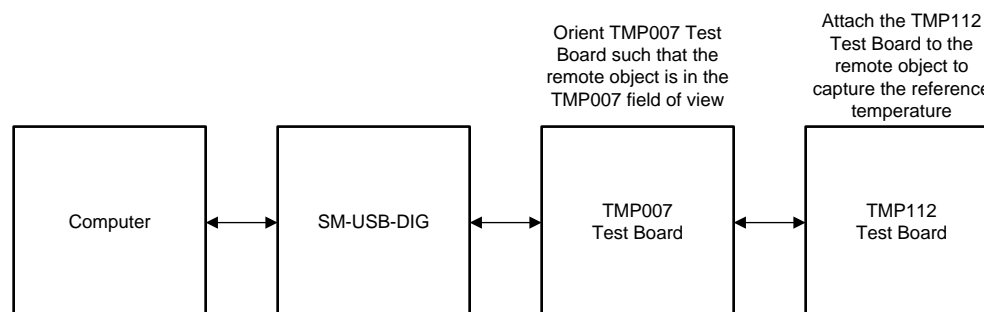 Orient TMP007 Test
Board such that the
remote object is in the
TMP007 field of view
Attach the TMP112
Test Board to the
remote object to
capture the reference
temperature
Computer
SM-USB-DIG
TMP007
Test Board
TMP112
Test Board